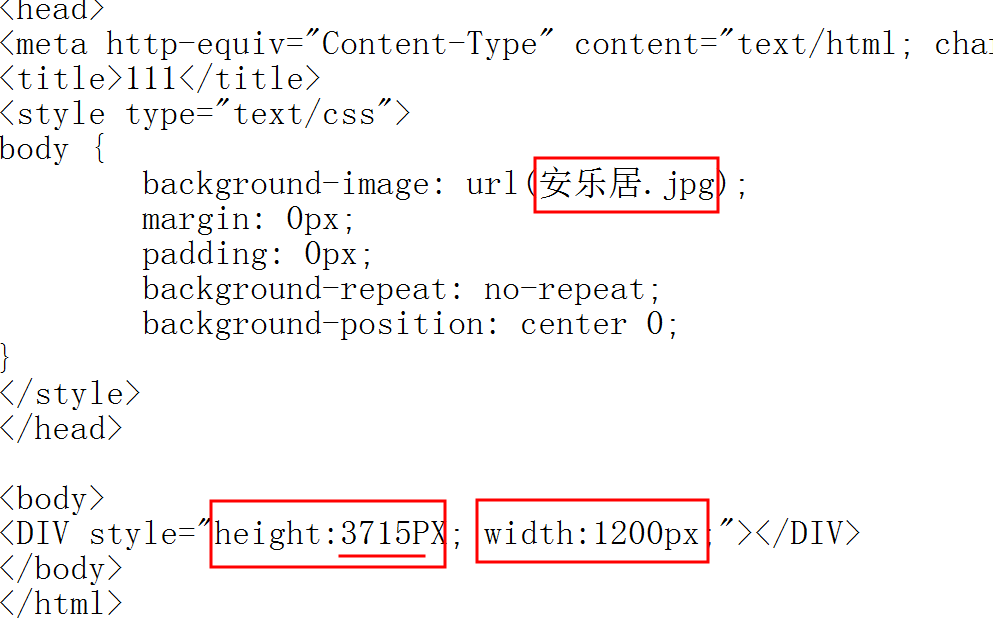 <head>
<meta http-equiv="Content-Type" content="text/html;
<title>111</title>
<style type="text/css">
body {
background-image: url(安乐居.jpg);
margin: 0px;
padding: 0px;
background-repeat: no-repeat;
background-position: center 0;
}
</style>
</head>
<body>
<DIV style="height:3715PX; width:1200px;"></DIV>
</body>
</html>